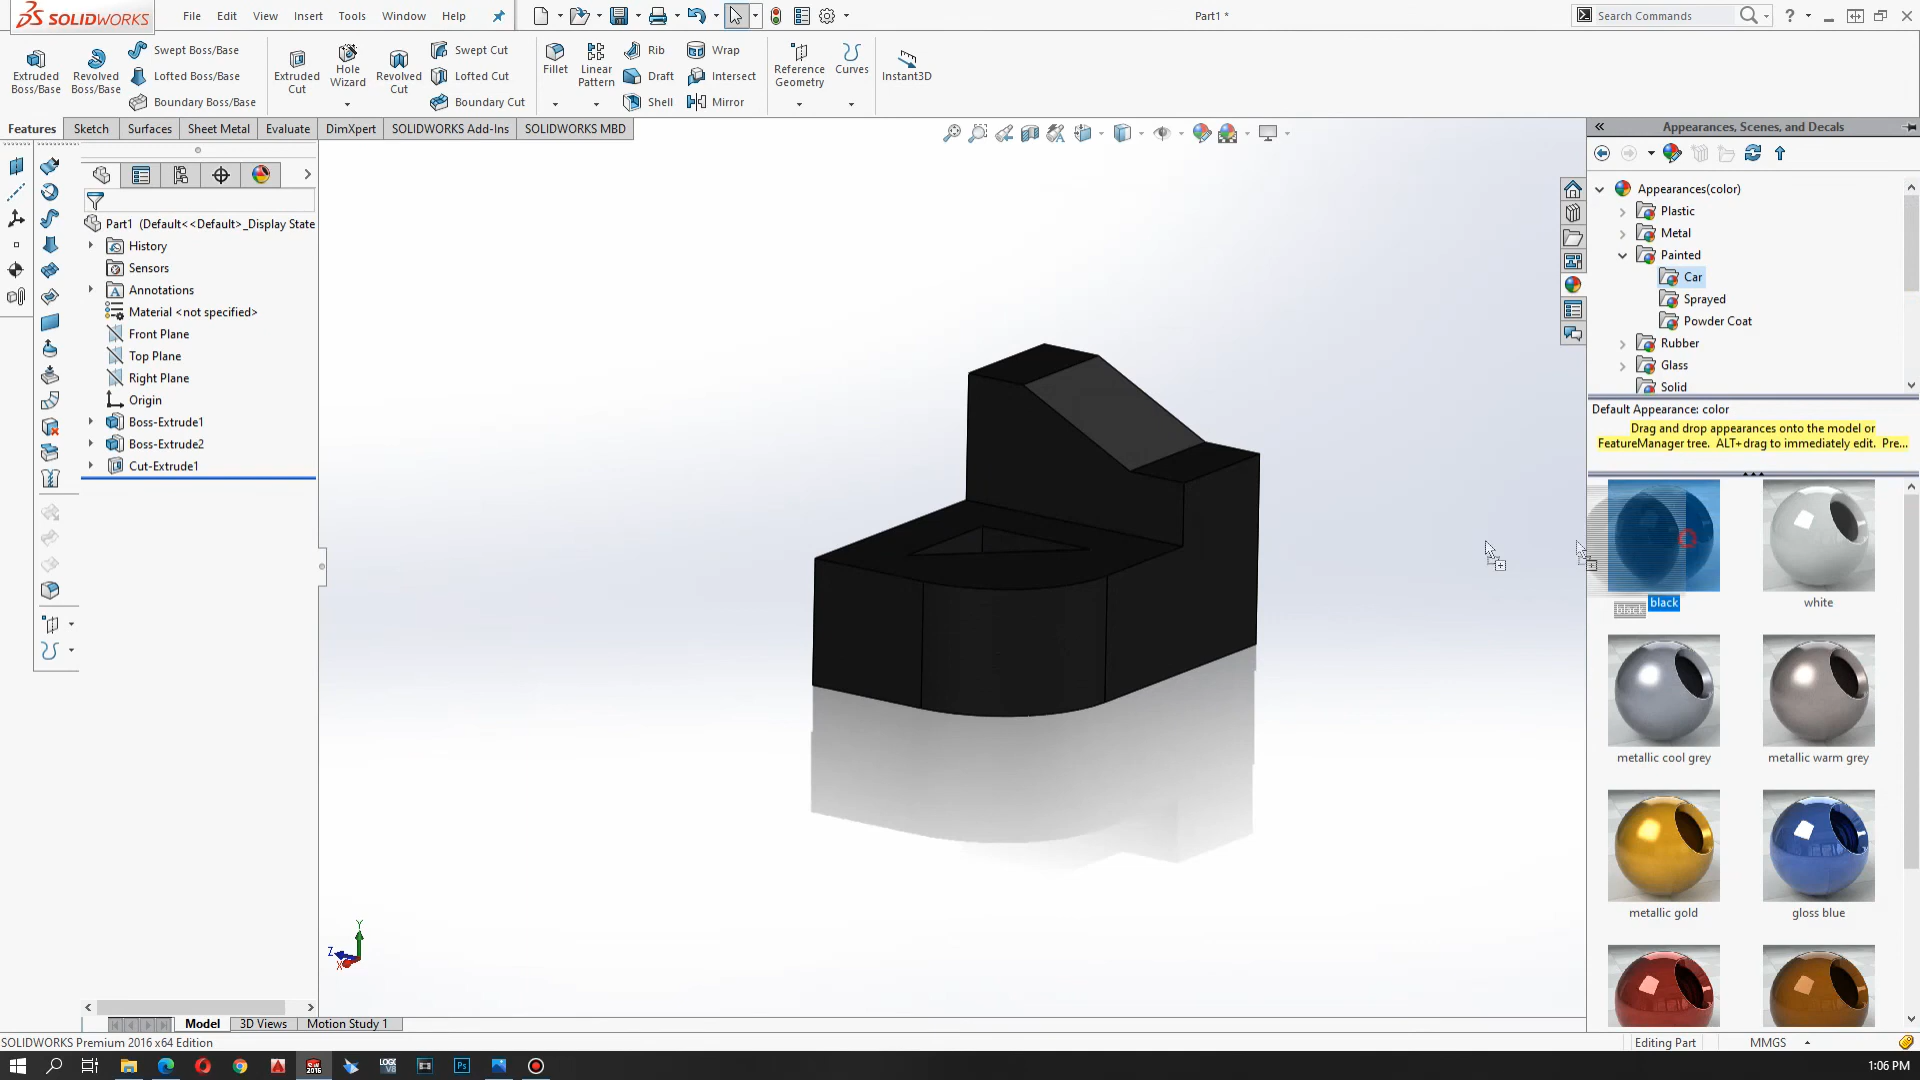 SOLIDWORKS
File Edit View Insert Tools Window Help
Part1 *
Search Commands
Extruded Boss/Base
Revolved Boss/Base
Swept Boss/Base
Lofted Boss/Base
Boundary Boss/Base
Extruded Cut
Hole Wizard
Revolved Cut
Swept Cut
Lofted Cut
Boundary Cut
Fillet
Linear Pattern
Rib
Draft
Shell
Wrap
Intersect
Mirror
Reference Geometry
Curves
Instant3D
Features Sketch Surfaces Sheet Metal Evaluate DimXpert SOLIDWORKS Add-Ins SOLIDWORKS MBD
Part1 (Default<<Default>_Display State
History
Sensors
Annotations
Material <not specified>
Front Plane
Top Plane
Right Plane
Origin
Boss-Extrude1
Boss-Extrude2
Cut-Extrude1
Y
Z
X
Appearances, Scenes, and Decals
Appearances(color)
Plastic
Metal
Painted
Car
Sprayed
Powder Coat
Rubber
Glass
Solid
Default Appearance: color
Drag and drop appearances onto the model or
FeatureManager tree. ALT+drag to immediately edit. Pre...
black
black
white
metallic cool grey
metallic warm grey
metallic gold
gloss blue
Model 3D Views Motion Study 1
SOLIDWORKS Premium 2016 x64 Edition
Editing Part
MMGS
1:06 PM